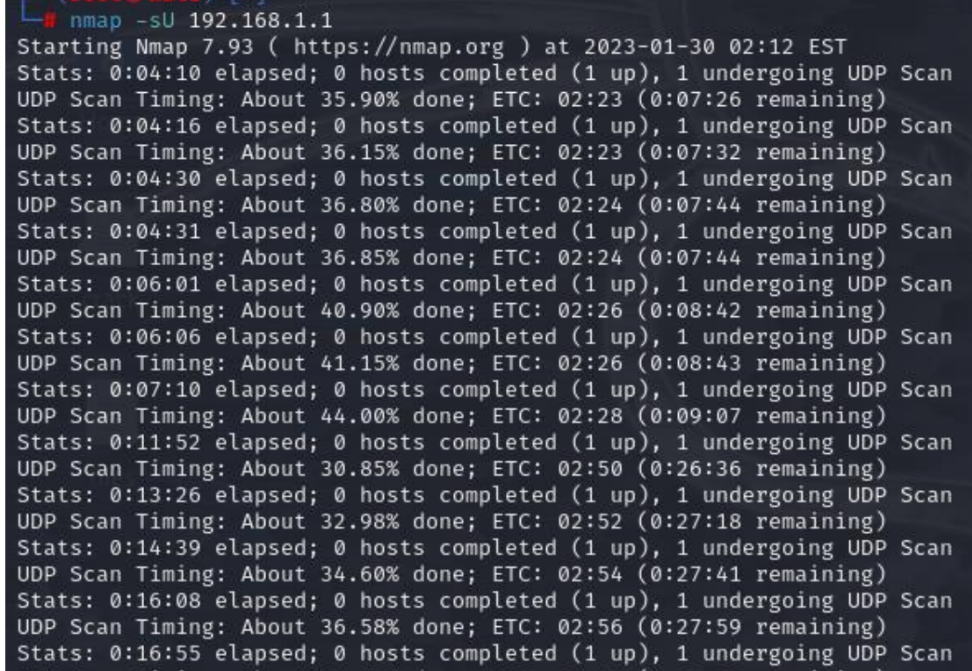 # nmap -sU 192.168.1.1
Starting Nmap 7.93 ( https://nmap.org ) at 2023-01-30 02:12 EST
Stats: 0:04:10 elapsed; 0 hosts completed (1 up), 1 undergoing UDP Scan
UDP Scan Timing: About 35.90% done; ETC: 02:23 (0:07:26 remaining)
Stats: 0:04:16 elapsed; 0 hosts completed (1 up), 1 undergoing UDP Scan
UDP Scan Timing: About 36.15% done; ETC: 02:23 (0:07:32 remaining)
Stats: 0:04:30 elapsed; 0 hosts completed (1 up), 1 undergoing UDP Scan
UDP Scan Timing: About 36.80% done; ETC: 02:24 (0:07:44 remaining)
Stats: 0:04:31 elapsed; 0 hosts completed (1 up), 1 undergoing UDP Scan
UDP Scan Timing: About 36.85% done; ETC: 02:24 (0:07:44 remaining)
Stats: 0:06:01 elapsed; 0 hosts completed (1 up), 1 undergoing UDP Scan
UDP Scan Timing: About 40.90% done; ETC: 02:26 (0:08:42 remaining)
Stats: 0:06:06 elapsed; 0 hosts completed (1 up), 1 undergoing UDP Scan
UDP Scan Timing: About 41.15% done; ETC: 02:26 (0:08:43 remaining)
Stats: 0:07:10 elapsed; 0 hosts completed (1 up), 1 undergoing UDP Scan
UDP Scan Timing: About 44.00% done; ETC: 02:28 (0:09:07 remaining)
Stats: 0:11:52 elapsed; 0 hosts completed (1 up), 1 undergoing UDP Scan
UDP Scan Timing: About 30.85% done; ETC: 02:50 (0:26:36 remaining)
Stats: 0:13:26 elapsed; 0 hosts completed (1 up), 1 undergoing UDP Scan
UDP Scan Timing: About 32.98% done; ETC: 02:52 (0:27:18 remaining)
Stats: 0:14:39 elapsed; 0 hosts completed (1 up), 1 undergoing UDP Scan
UDP Scan Timing: About 34.60% done; ETC: 02:54 (0:27:41 remaining)
Stats: 0:16:08 elapsed; 0 hosts completed (1 up), 1 undergoing UDP Scan
UDP Scan Timing: About 36.58% done; ETC: 02:56 (0:27:59 remaining)
Stats: 0:16:55 elapsed; 0 hosts completed (1 up), 1 undergoing UDP Scan